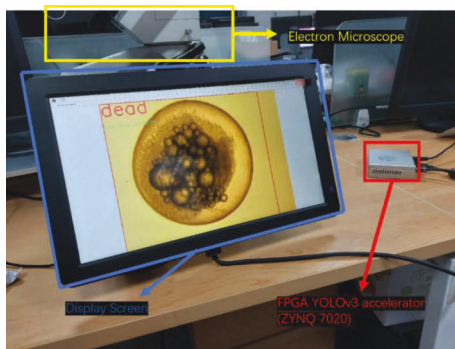 Electron Microscope
dead
Display Screen
FPGA YOLOv3 accelerator
(ZYNQ 7020)